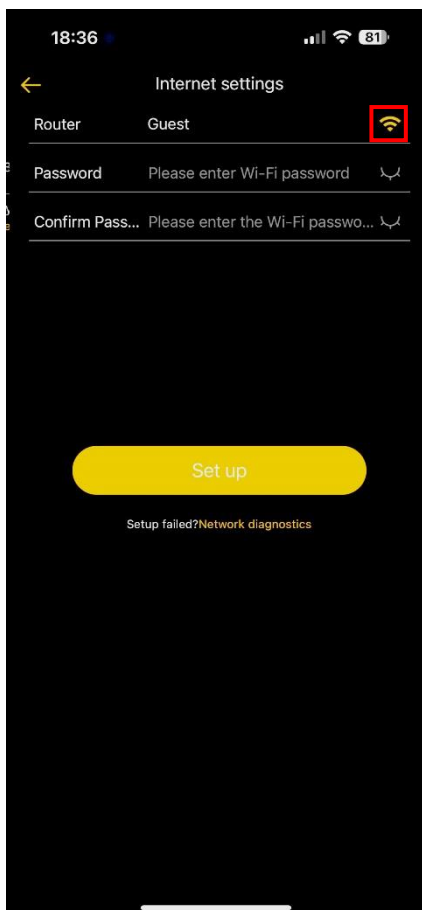 18:36
81
Internet settings
Router Guest
Password Please enter Wi-Fi password
Confirm Pass... Please enter the Wi-Fi passwo...
Set up
Setup failed?Network diagnostics